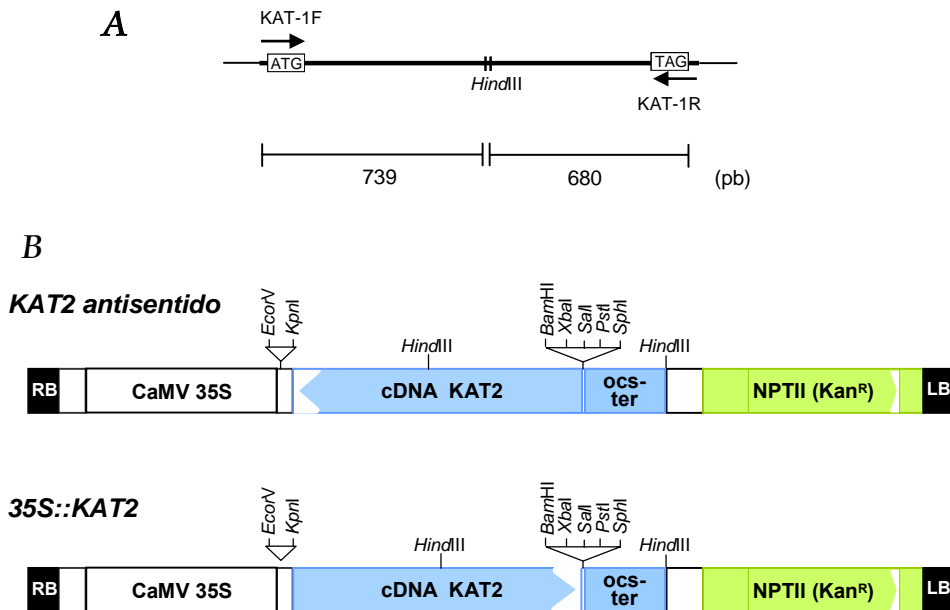 A
KAT-1F
ATG
TAG
HindIII
KAT-1R
739
680
(pb)
B
KAT2 antisentido
EcorV
KpnI
HindIII
BamHI
XbaI
SalI
PstI
SphI
HindIII
RB
CaMV 35S
cDNA KAT2
ocs-
ter
NPTII (KanR)
LB
35S::KAT2
EcorV
KpnI
HindIII
BamHI
XbaI
SalI
PstI
SphI
HindIII
RB
CaMV 35S
cDNA KAT2
ocs-
ter
NPTII (KanR)
LB